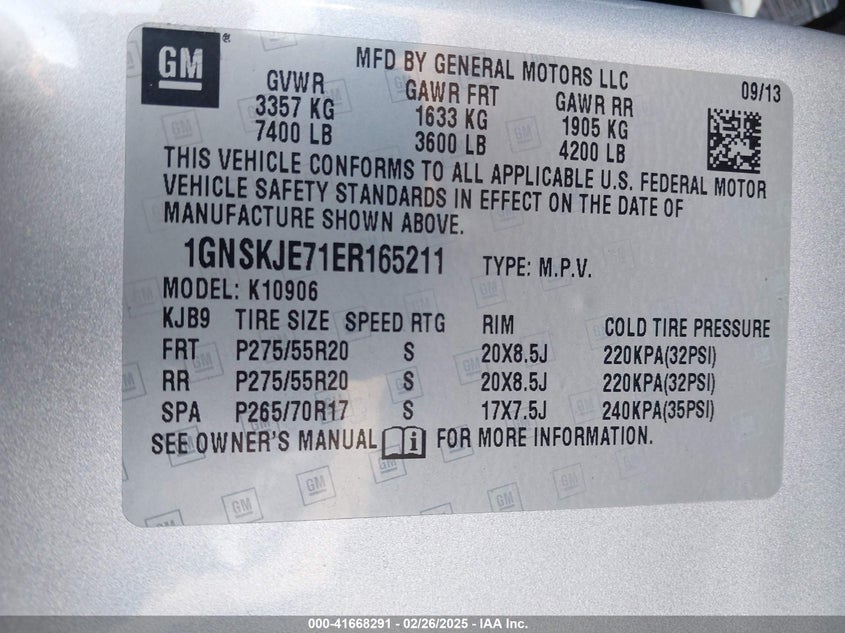 GM®
MFD BY GENERAL MOTORS LLC
09/13
GVWR GAWR FRT GAWR RR
3357 KG 1633 KG 1905 KG
7400 LB 3600 LB 4200 LB
THIS VEHICLE CONFORMS TO ALL APPLICABLE U.S. FEDERAL MOTOR
VEHICLE SAFETY STANDARDS IN EFFECT ON THE DATE OF
MANUFACTURE SHOWN ABOVE.
1GNSKJE71ER165211 TYPE: M.P.V.
MODEL: K10906
KJB9 TIRE SIZE SPEED RTG RIM COLD TIRE PRESSURE
FRT P275/55R20 S 20X8.5J 220KPA(32PSI)
RR P275/55R20 S 20X8.5J 220KPA(32PSI)
SPA P265/70R17 S 17X7.5J 240KPA(35PSI)
SEE OWNER'S MANUAL i FOR MORE INFORMATION.
000-41668291 - 02/26/2025 - IAA Inc.